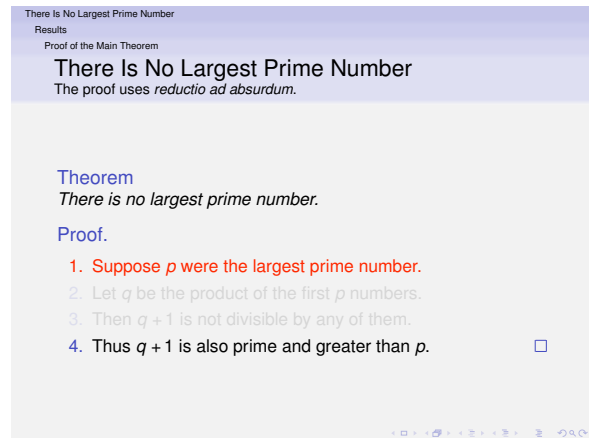 There Is No Largest Prime Number
Results
Proof of the Main Theorem
There Is No Largest Prime Number
The proof uses reductio ad absurdum.
Theorem
There is no largest prime number.
Proof.
1. Suppose p were the largest prime number.
2. Let q be the product of the first p numbers.
3. Then q + 1 is not divisible by any of them.
4. Thus q + 1 is also prime and greater than p.